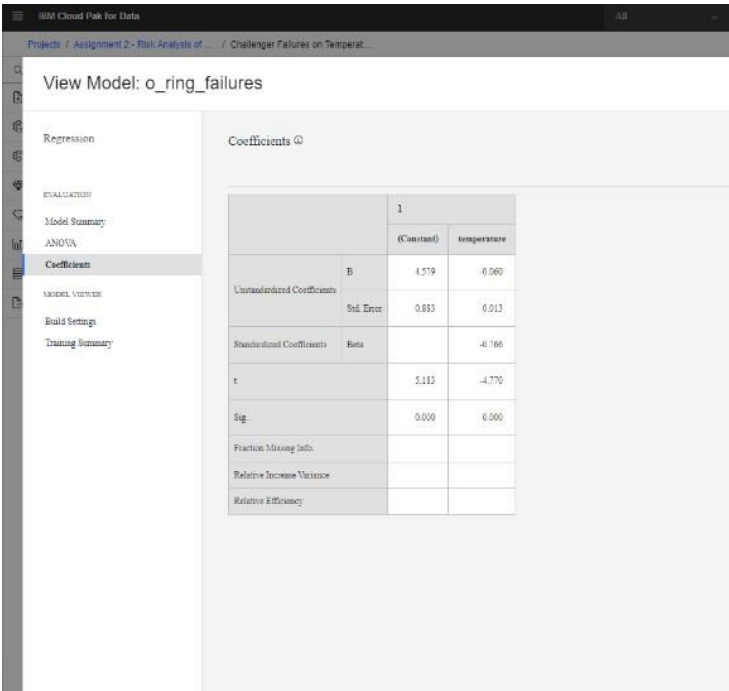 IBM Cloud Pak for Data
All
Projects / Assignment 2 - Risk Analysis of ... / Challenger Failures on Temperat...
View Model: o_ring_failures
Regression
EVALUATION
Model Summary
ANOVA
Coefficients
MODEL VIEWER
Build Settings
Training Summary
Coefficients
1
(Constant) temperature
Unstandardized Coefficients B 4.579 -0.060
Std. Error 0.883 0.013
Standardized Coefficients Beta -0.766
t 5.183 -4.770
Sig. 0.000 0.000
Fraction Missing Info.
Relative Increase Variance
Relative Efficiency